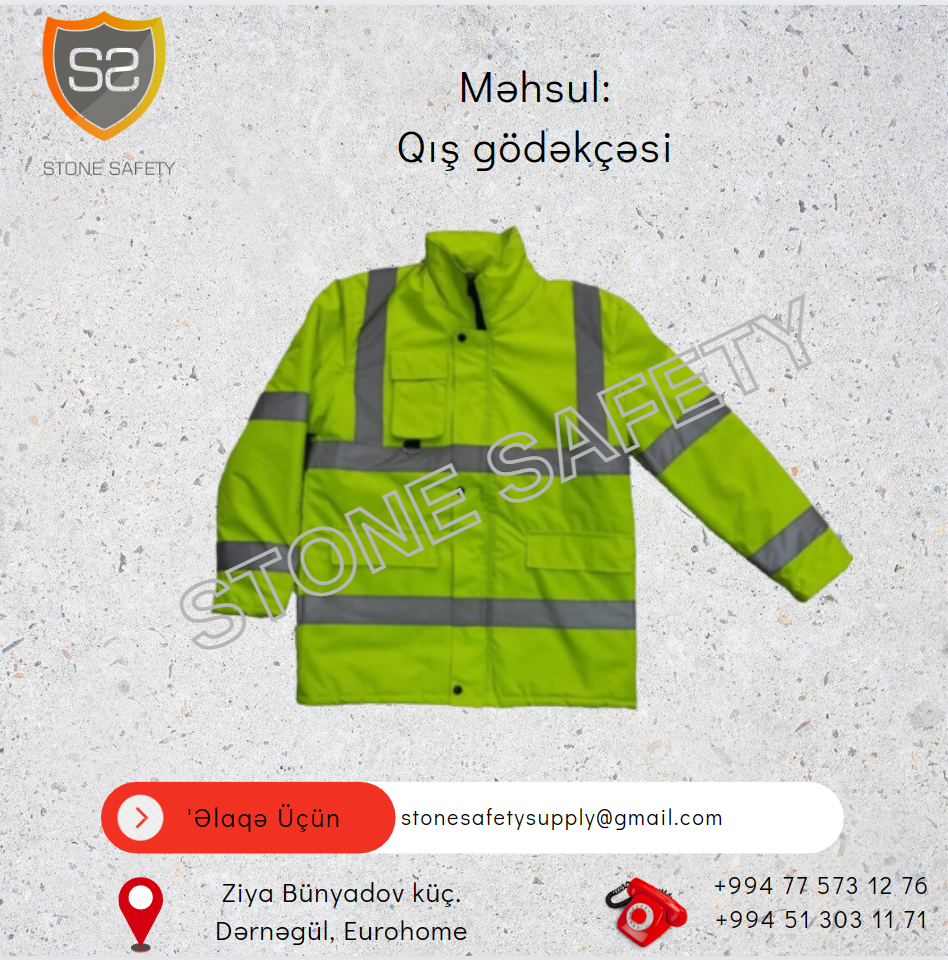 SS
STONE SAFETY
Məhsul:
Qış gödəkçəsi
STONE SAFETY
'Əlaqə Üçün
stonesafetysupply@gmail.com
Ziya Bünyadov küç.
Dərnəgül, Eurohome
+994 77 573 12 76
+994 51 303 11 71